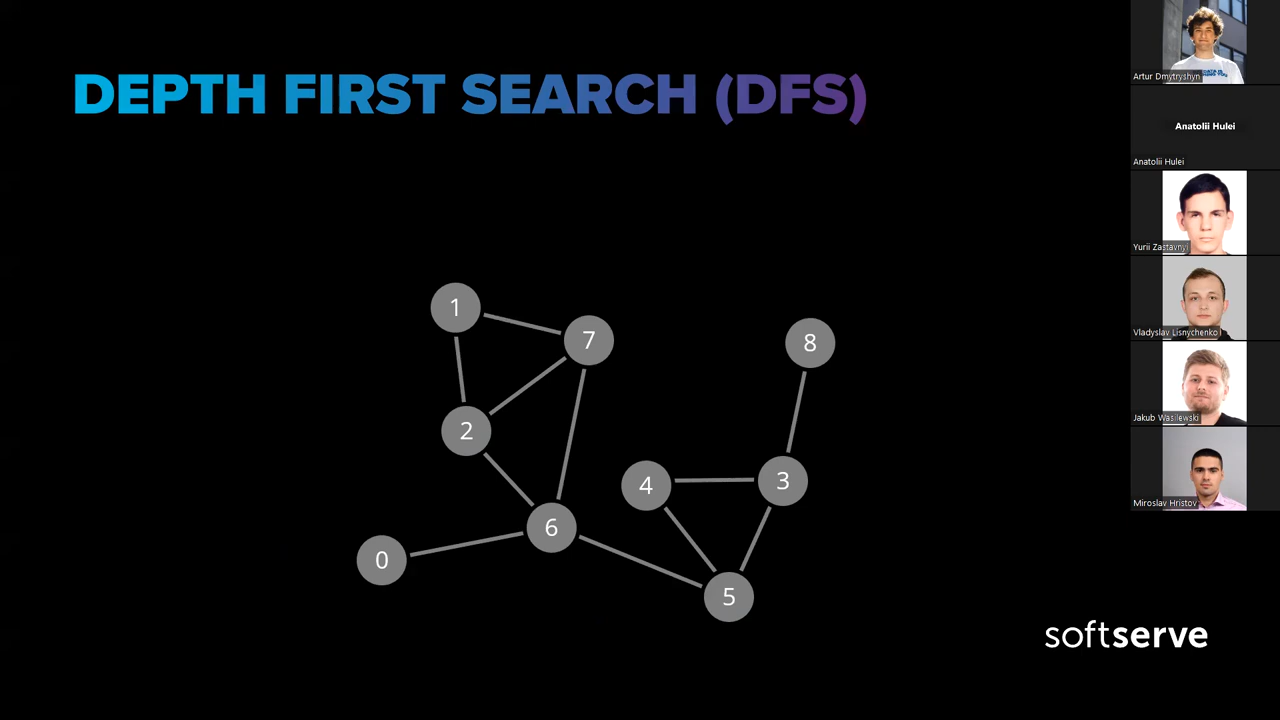 DEPTH FIRST SEARCH (DFS)
1
7
8
2
4
3
6
0
5
softserve
Artur Dmytryshyn
Anatolii Hulei
Anatolii Hulei
Yurii Zastavnyi
Vladyslav Lisnychenko
Jakub Wasilewski
Miroslav Hristov